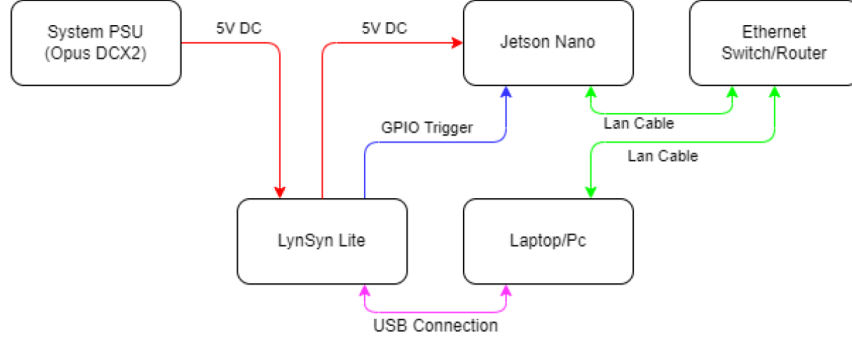 System PSU
(Opus DCX2)
5V DC
5V DC
Jetson Nano
Ethernet
Switch/Router
GPIO Trigger
Lan Cable
Lan Cable
LynSyn Lite
Laptop/Pc
USB Connection